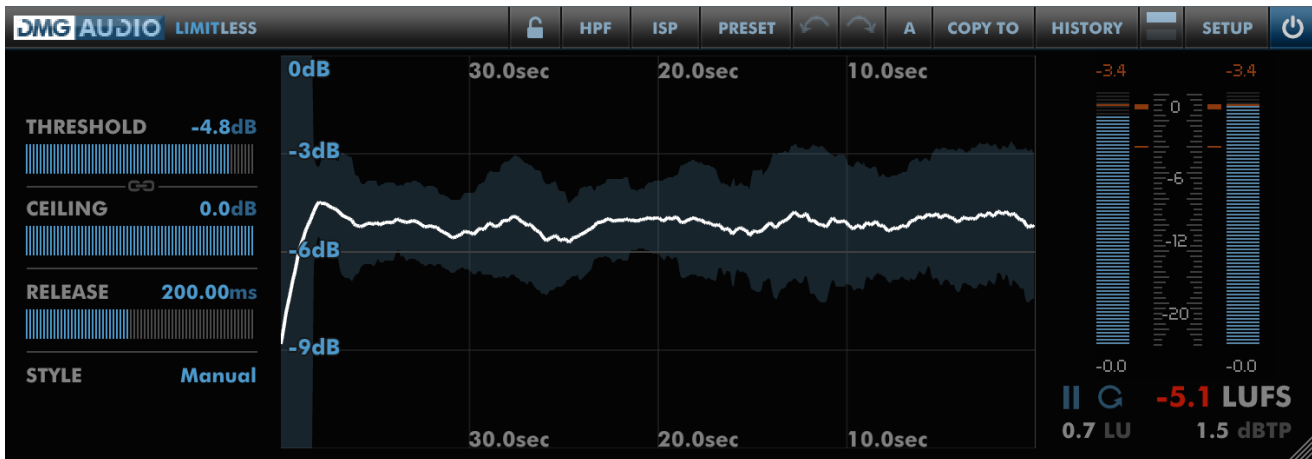 DMG AUDIO LIMITLESS HPF ISP PRESET A COPY TO HISTORY SETUP
0dB 30.0sec 20.0sec 10.0sec
-3.4 -3.4
THRESHOLD -4.8dB
0
-3dB
-6
CEILING 0.0dB
-12
-6dB
RELEASE 200.00ms
-20
-9dB
-0.0 -0.0
STYLE Manual
-5.1 LUFS
30.0sec 20.0sec 10.0sec
0.7 LU 1.5 dBTP